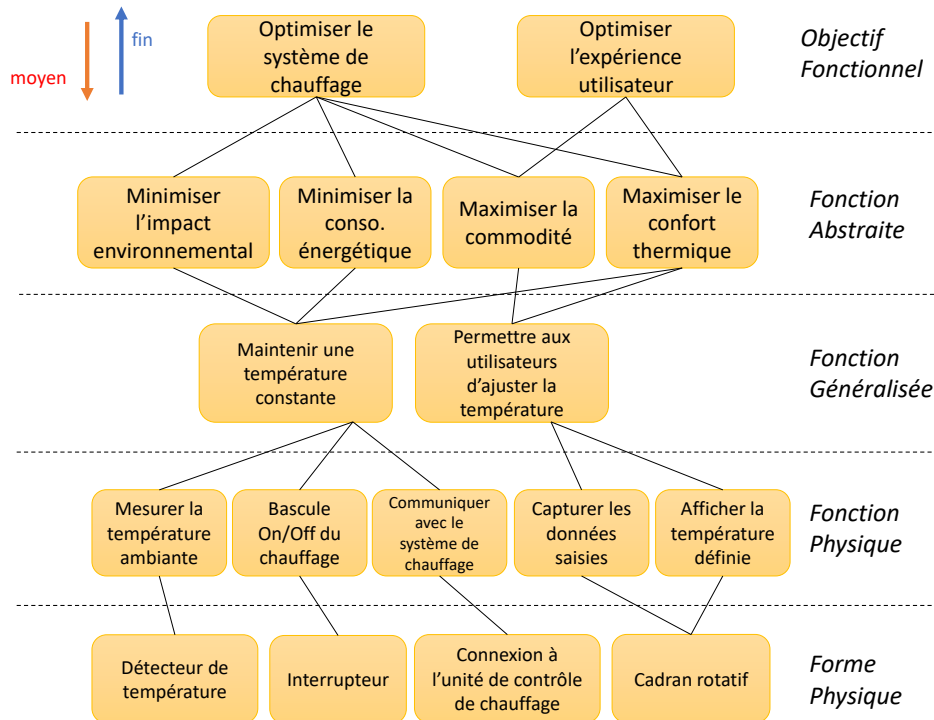 fin
moyen
Optimiser le
système de
chauffage
Optimiser
l'expérience
utilisateur
Objectif
Fonctionnel
Minimiser
l'impact
environnemental
Minimiser la
conso.
énergétique
Maximiser la
commodité
Maximiser le
confort
thermique
Fonction
Abstraite
Maintenir une
température
constante
Permettre aux
utilisateurs
d'ajuster la
température
Fonction
Généralisée
Mesurer la
température
ambiante
Bascule
On/Off du
chauffage
Communiquer
avec le
système de
chauffage
Capturer les
données
saisies
Afficher la
température
définie
Fonction
Physique
Détecteur de
température
Interrupteur
Connexion à
l'unité de contrôle
de chauffage
Cadran rotatif
Forme
Physique